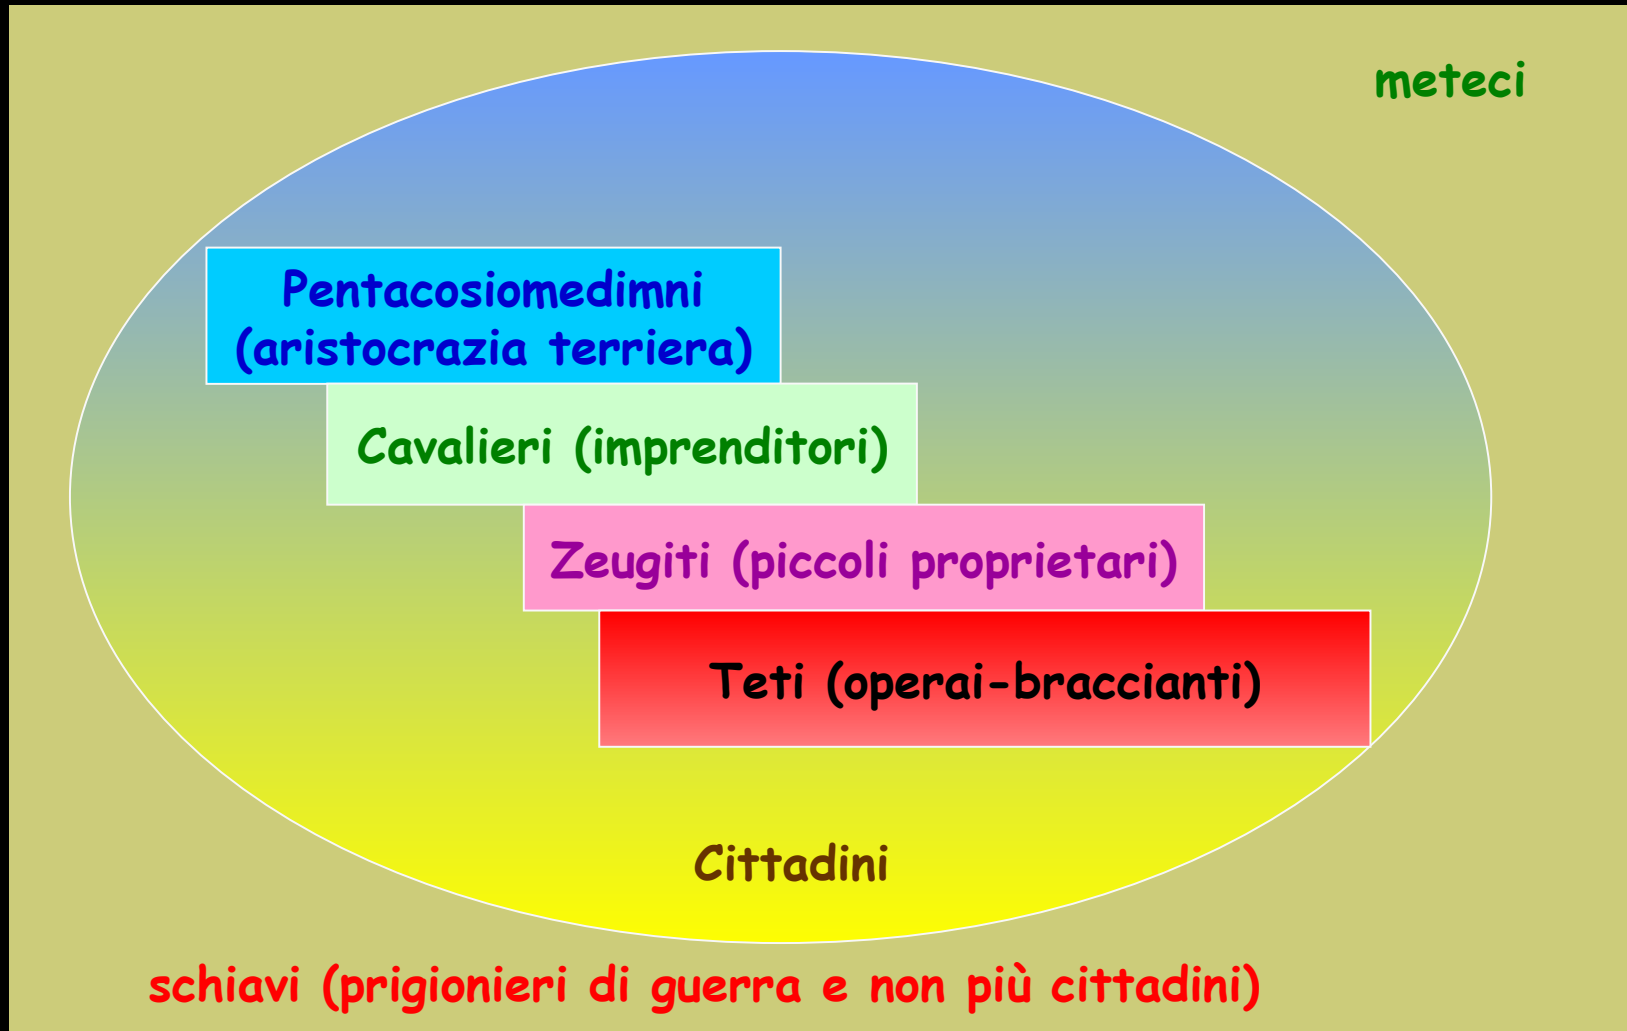 meteci
Pentacosiomedimni
(aristocrazia terriera)
Cavalieri (imprenditori)
Zeugiti (piccoli proprietari)
Teti (operai-braccianti)
Cittadini
schiavi (prigionieri di guerra e non più cittadini)